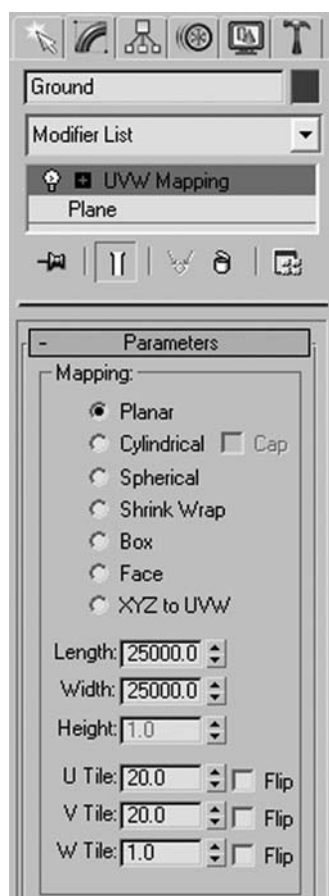 Ground
Modifier List
UVW Mapping
Plane
- Parameters
Mapping:
Planar
Cylindrical Cap
Spherical
Shrink Wrap
Box
Face
XYZ to UVW
Length: 25000.0
Width: 25000.0
Height: 1.0
U Tile: 20.0 Flip
V Tile: 20.0 Flip
W Tile: 1.0 Flip